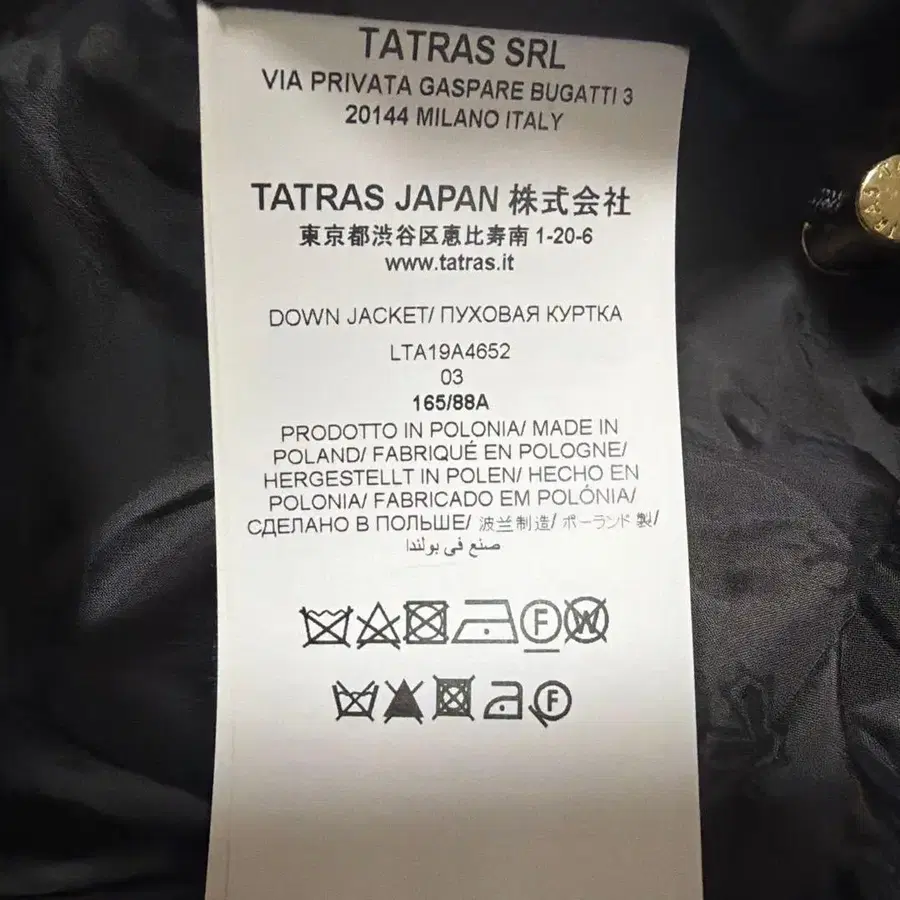 TATRAS SRL
VIA PRIVATA GASPARE BUGATTI 3
20144 MILANO ITALY
TATRAS JAPAN 株式会社
東京都渋谷区恵比寿南 1-20-6
www.tatras.it
DOWN JACKET/ ПУХОВАЯ КУРТКА
LTA19A4652
03
165/88A
PRODOTTO IN POLONIA/ MADE IN
POLAND/ FABRIQUÉ EN POLOGNE/
HERGESTELLT IN POLEN/ HECHO EN
POLONIA/ FABRICADO EM POLÓNIA/
СДЕЛАНО В ПОЛЬШЕ/ 波兰制造/ ポーランド 製/
صنع في بولندا
F W
F